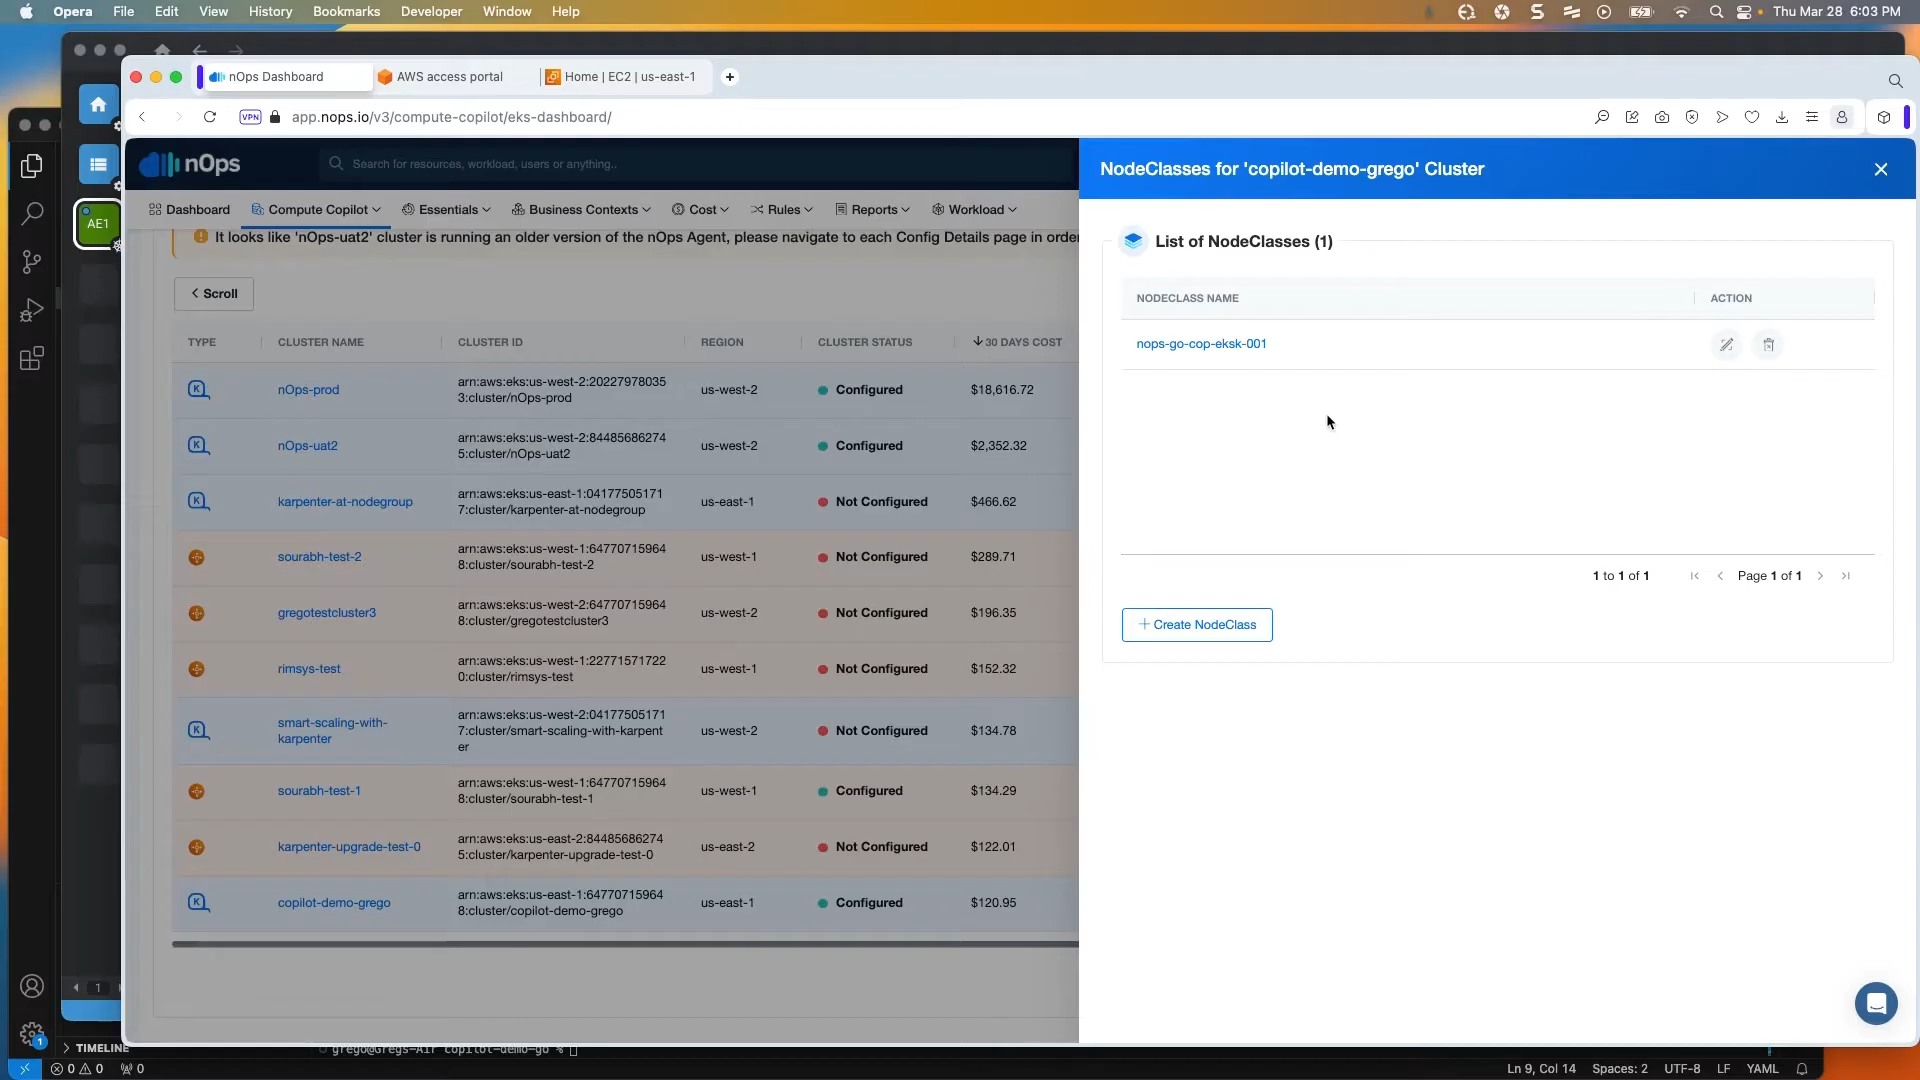 Opera File Edit View History Bookmarks Developer Window Help Thu Mar 28 6:03 PM
nOps Dashboard AWS access portal Home | EC2 | us-east-1
VPN app.nops.io/v3/compute-copilot/eks-dashboard/
nOps Search for resources, workload, users or anything..
Dashboard Compute Copilot Essentials Business Contexts Cost Rules Reports Workload
AE1
It looks like 'nOps-uat2' cluster is running an older version of the nOps Agent, please navigate to each Config Details page in order
Scroll
TYPE CLUSTER NAME CLUSTER ID REGION CLUSTER STATUS 30 DAYS COST
nOps-prod arn:aws:eks:us-west-2:20227978035
3:cluster/nOps-prod us-west-2 Configured $18,616.72
nOps-uat2 arn:aws:eks:us-west-2:84485686274
5:cluster/nOps-uat2 us-west-2 Configured $2,352.32
karpenter-at-nodegroup arn:aws:eks:us-east-1:04177505171
7:cluster/karpenter-at-nodegroup us-east-1 Not Configured $466.62
sourabh-test-2 arn:aws:eks:us-west-1:64770715964
8:cluster/sourabh-test-2 us-west-1 Not Configured $289.71
gregotestcluster3 arn:aws:eks:us-west-2:64770715964
8:cluster/gregotestcluster3 us-west-2 Not Configured $196.35
rimsys-test arn:aws:eks:us-west-1:22771571722
0:cluster/rimsys-test us-west-1 Not Configured $152.32
smart-scaling-with-
karpenter arn:aws:eks:us-west-2:04177505171
7:cluster/smart-scaling-with-karpent
er us-west-2 Not Configured $134.78
sourabh-test-1 arn:aws:eks:us-west-1:64770715964
8:cluster/sourabh-test-1 us-west-1 Configured $134.29
karpenter-upgrade-test-0 arn:aws:eks:us-east-2:84485686274
5:cluster/karpenter-upgrade-test-0 us-east-2 Not Configured $122.01
copilot-demo-grego arn:aws:eks:us-east-1:64770715964
8:cluster/copilot-demo-grego us-east-1 Configured $120.95
NodeClasses for 'copilot-demo-grego' Cluster
List of NodeClasses (1)
NODECLASS NAME ACTION
nops-go-cop-eksk-001
1 to 1 of 1 Page 1 of 1
+ Create NodeClass
1
1
TIMELINE
grego@Gregs-Air copilot-demo-go %
0 0 0 Ln 9, Col 14 Spaces: 2 UTF-8 LF YAML